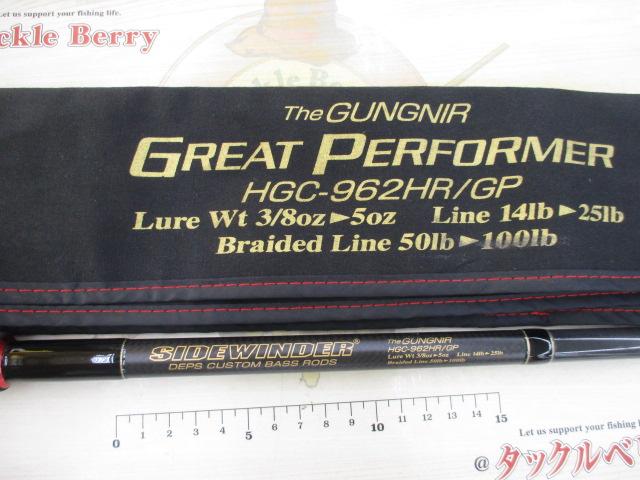 us support your fishing life.
ckle Berry
ckle Be
The GUNGNIR
GREAT PERFORMER
HGC-962HR/GP
Lure Wt 3/8oz►5oz Line 14lb►25lb
Braided Line 50lb►100lb
SIDEWINDER®
DEPS CUSTOM BASS RODS
The GUNGNIR
HGC-962HR/GP
Lure Wt 3/8oz►5oz Line 14lb►25lb
Braided Line 50lb►100lb
0 5 10 15
Let us support your fishing life.
@タックルベ